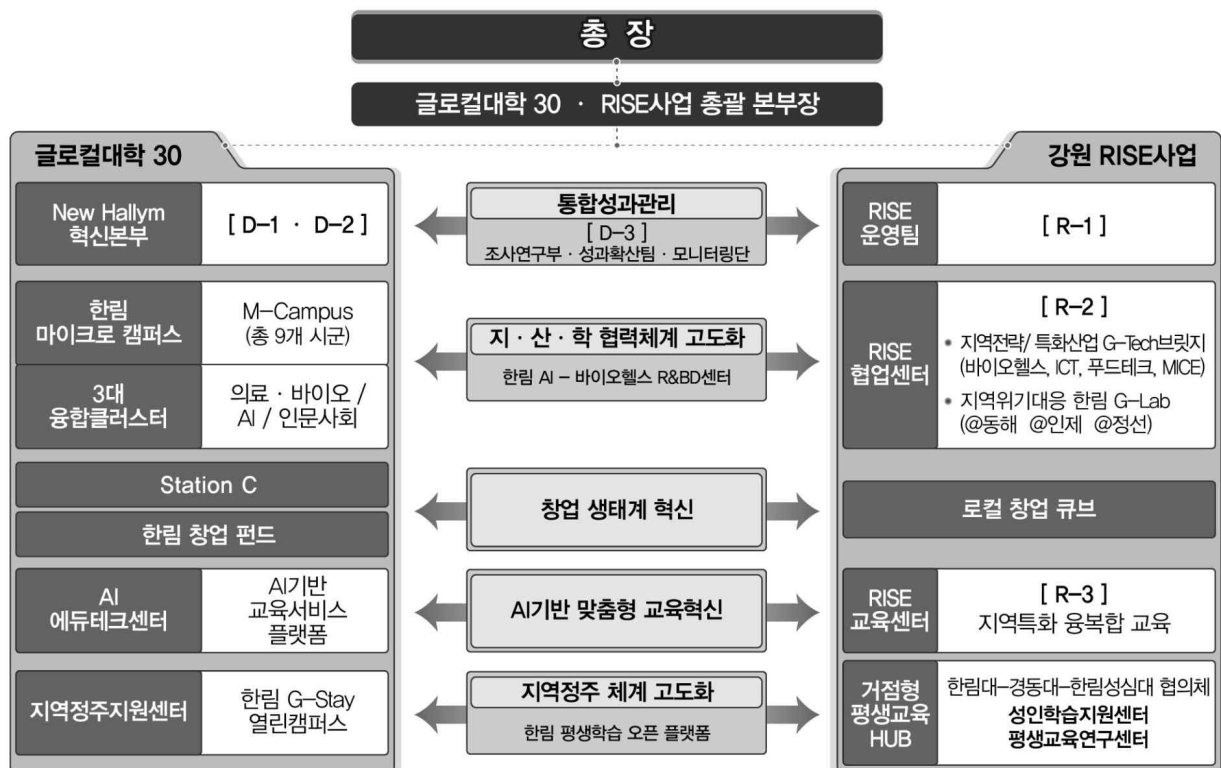 총 장
글로컬대학 30 · RISE사업 총괄 본부장
글로컬대학 30
New Hallym
혁신본부
[ D-1 · D-2 ]
한림
마이크로 캠퍼스
M-Campus
(총 9개 시군)
3대
융합클러스터
의료 · 바이오 /
AI / 인문사회
Station C
한림 창업 펀드
AI
에듀테크센터
AI기반
교육서비스
플랫폼
지역정주지원센터
한림 G-Stay
열린캠퍼스
통합성과관리
[ D-3 ]
조사연구부 · 성과확산팀 · 모니터링단
지 · 산 · 학 협력체계 고도화
한림 AI - 바이오헬스 R&BD센터
창업 생태계 혁신
AI기반 맞춤형 교육혁신
지역정주 체계 고도화
한림 평생학습 오픈 플랫폼
강원 RISE사업
RISE
운영팀
[ R-1 ]
RISE
협업센터
[ R-2 ]
• 지역전략/ 특화산업 G-Tech브릿지
(바이오헬스, ICT, 푸드테크, MICE)
• 지역위기대응 한림 G-Lab
(@동해 @인제 @정선)
로컬 창업 큐브
RISE
교육센터
[ R-3 ]
지역특화 융복합 교육
거점형
평생교육
HUB
한림대-경동대-한림성심대 협의체
성인학습지원센터
평생교육연구센터